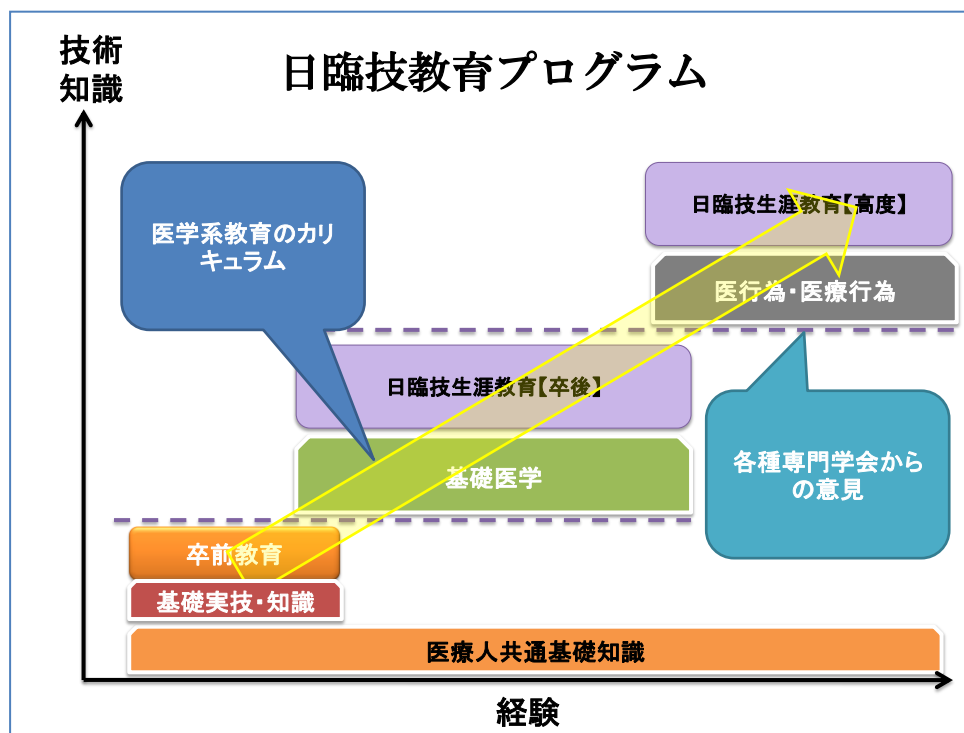 技術
知識
日臨技教育プログラム
医学系教育のカリ
キュラム
日臨技生涯教育【高度】
医行為・医療行為
日臨技生涯教育【卒後】
基礎医学
各種専門学会から
の意見
卒前教育
基礎実技・知識
医療人共通基礎知識
経験